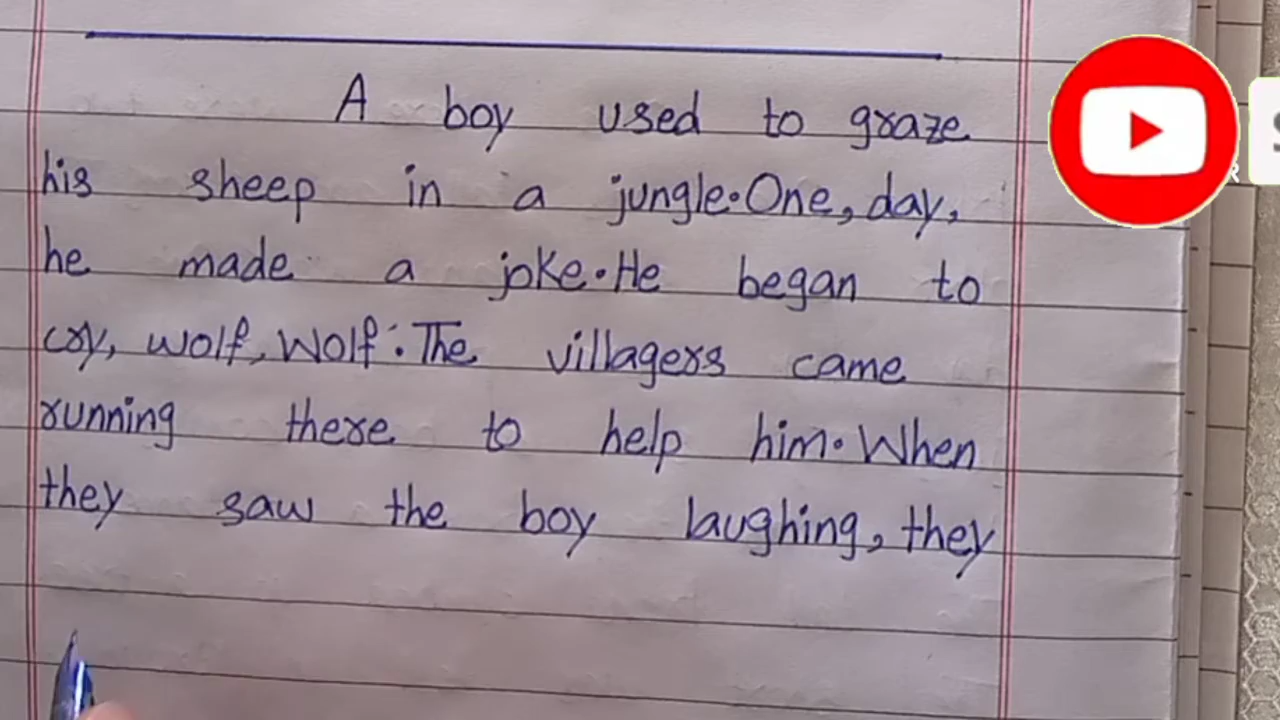 A boy used to graze
his sheep in a jungle. One, day,
he made a joke. He began to
cry, wolf, Wolf. The villagers came
running there to help him. When
they saw the boy laughing, they